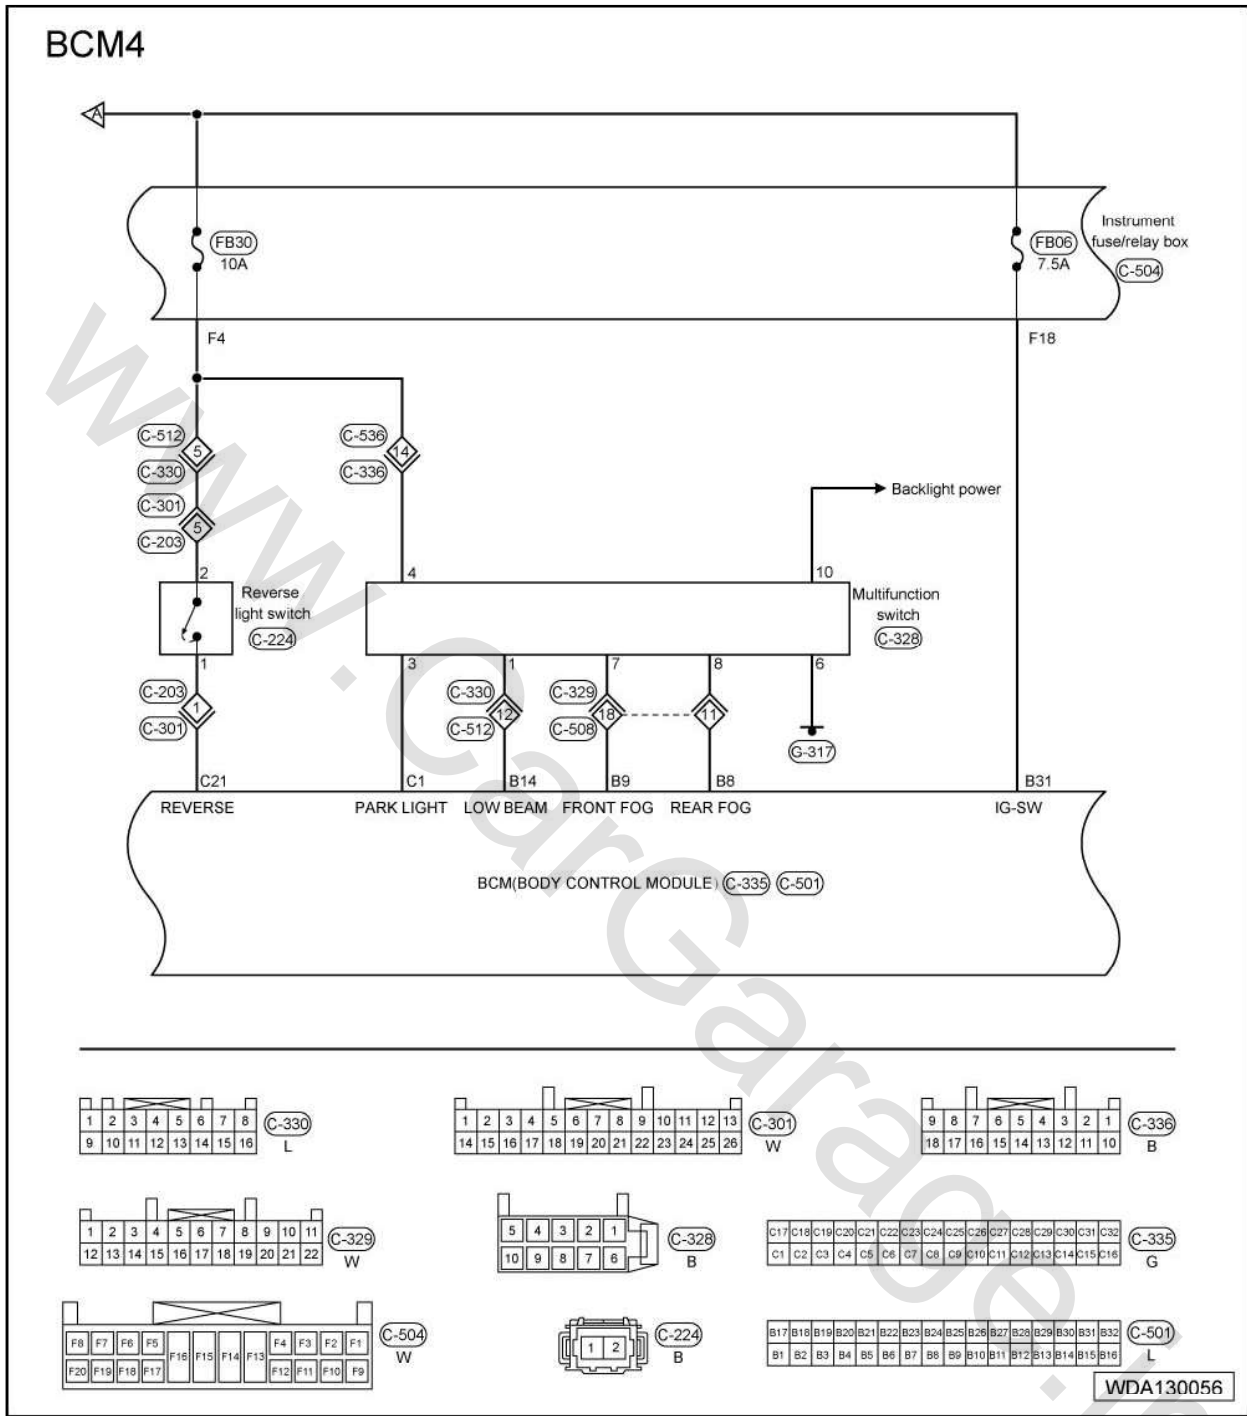 BCM4
A
FB30
10A
FB06
7.5A
Instrument
fuse/relay box
C-504
F4
F18
C-512
5
C-330
C-536
14
C-336
C-301
5
C-203
Backlight power
2
4
10
Reverse
light switch
C-224
Multifunction
switch
C-328
1
3
1
7
8
6
C-203
1
C-301
C-330
12
C-512
C-329
18
C-508
11
G-317
C21
C1
B14
B9
B8
B31
REVERSE
PARK LIGHT
LOW BEAM
FRONT FOG
REAR FOG
IG-SW
BCM(BODY CONTROL MODULE) C-335 C-501
1 2 3 4 5 6 7 8
9 10 11 12 13 14 15 16
C-330
L
1 2 3 4 5 6 7 8 9 10 11 12 13
14 15 16 17 18 19 20 21 22 23 24 25 26
C-301
W
9 8 7 6 5 4 3 2 1
18 17 16 15 14 13 12 11 10
C-336
B
1 2 3 4 5 6 7 8 9 10 11
12 13 14 15 16 17 18 19 20 21 22
C-329
W
5 4 3 2 1
10 9 8 7 6
C-328
B
C17 C18 C19 C20 C21 C22 C23 C24 C25 C26 C27 C28 C29 C30 C31 C32
C1 C2 C3 C4 C5 C6 C7 C8 C9 C10 C11 C12 C13 C14 C15 C16
C-335
G
F8 F7 F6 F5 F16 F15 F14 F13 F4 F3 F2 F1
F20 F19 F18 F17 F12 F11 F10 F9
C-504
W
1 2
C-224
B
B17 B18 B19 B20 B21 B22 B23 B24 B25 B26 B27 B28 B29 B30 B31 B32
B1 B2 B3 B4 B5 B6 B7 B8 B9 B10 B11 B12 B13 B14 B15 B16
C-501
L
WDA130056
www.CarGarage.i